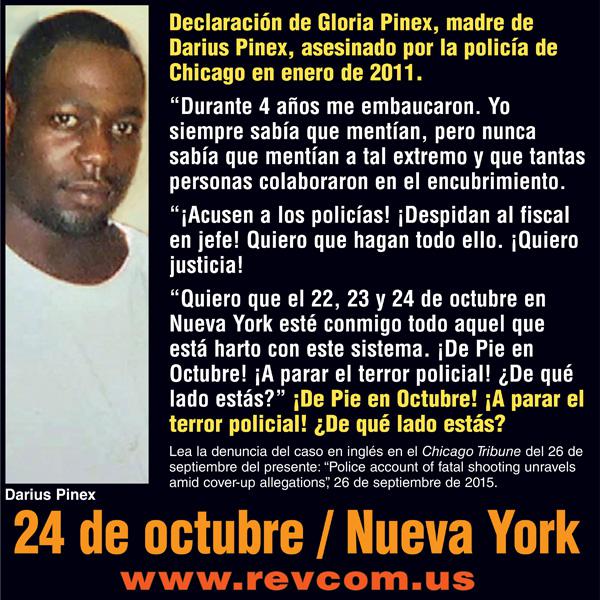 Declaración de Gloria Pinex, madre de
Darius Pinex, asesinado por la policía de
Chicago en enero de 2011.
“Durante 4 años me embaucaron. Yo
siempre sabía que mentían, pero nunca
sabía que mentían a tal extremo y que tantas
personas colaboraron en el encubrimiento.
“¡Acusen a los policías! ¡Despidan al fiscal
en jefe! Quiero que hagan todo ello. ¡Quiero
justicia!
“Quiero que el 22, 23 y 24 de octubre en
Nueva York esté conmigo todo aquel que
está harto con este sistema. ¡De Pie en
Octubre! ¡A parar el terror policial! ¿De qué
lado estás?” ¡De Pie en Octubre! ¡A parar el
terror policial! ¿De qué lado estás?
Lea la denuncia del caso en inglés en el Chicago Tribune del 26 de
septiembre del presente: “Police account of fatal shooting unravels
amid cover-up allegations”, 26 de septiembre de 2015.
Darius Pinex
24 de octubre / Nueva York
www.revcom.us